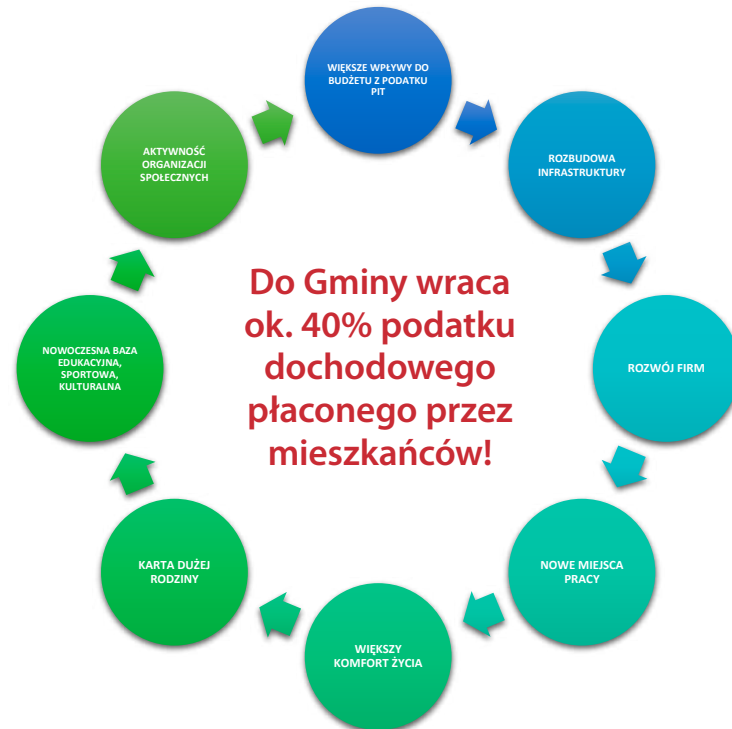 WIĘKSZE WPŁYWY DO
BUDŻETU Z PODATKU
PIT
ROZBUDOWA
INFRASTRUKTURY
ROZWÓJ FIRM
NOWE MIEJSCA
PRACY
WIĘKSZY
KOMFORT ŻYCIA
KARTA DUŻEJ
RODZINY
NOWOCZESNA BAZA
EDUKACYJNA,
SPORTOWA,
KULTURALNA
AKTYWNOŚĆ
ORGANIZACJI
SPOŁECZNYCH
Do Gminy wraca
ok. 40% podatku
dochodowego
płaconego przez
mieszkańców!